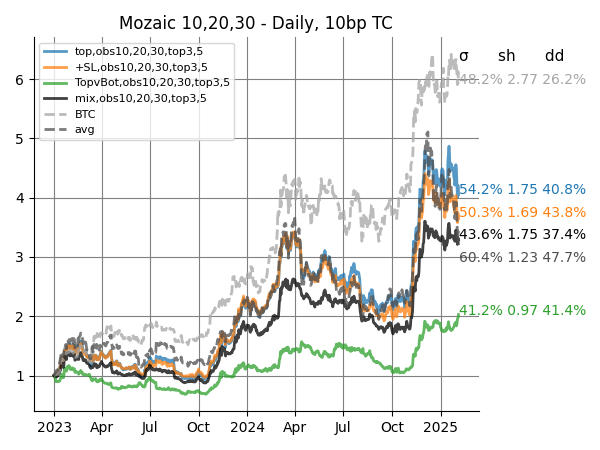 Mozaic 10,20,30 - Daily, 10bp TC
top,obs10,20,30,top3,5
+SL,obs10,20,30,top3,5
TopvBot,obs10,20,30,top3,5
mix,obs10,20,30,top3,5
BTC
avg
σ sh dd
48.2% 2.77 26.2%
54.2% 1.75 40.8%
50.3% 1.69 43.8%
43.6% 1.75 37.4%
60.4% 1.23 47.7%
41.2% 0.97 41.4%
6
5
4
3
2
1
2023 Apr Jul Oct 2024 Apr Jul Oct 2025